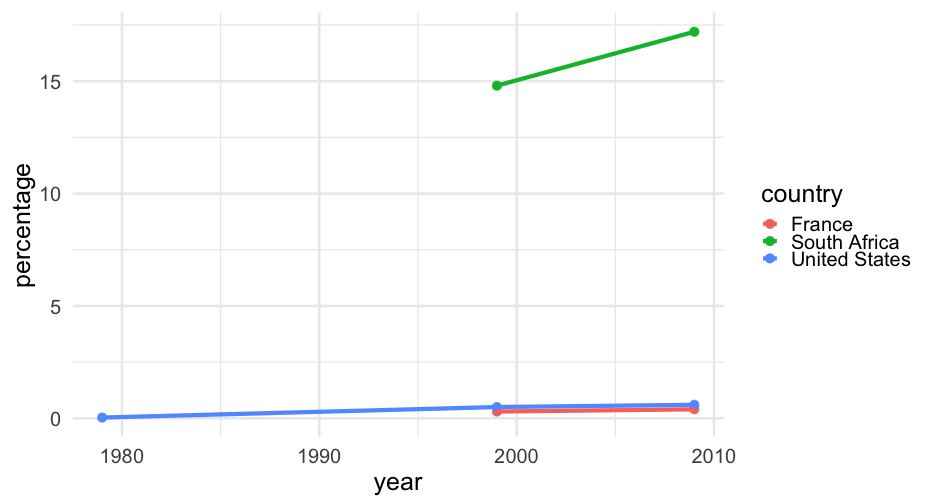 15
10
5
0
percentage
1980
1990
2000
2010
year
country
France
South Africa
United States